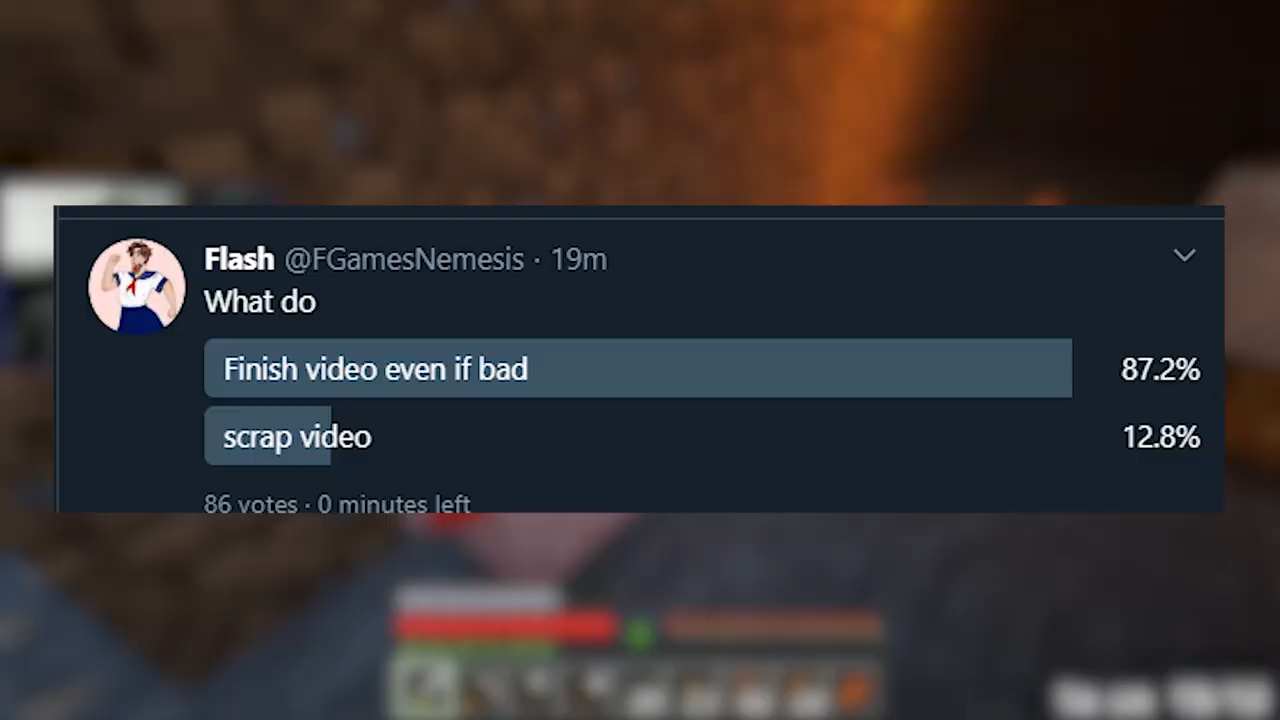 Flash @FGamesNemesis · 19m
What do
Finish video even if bad 87.2%
scrap video 12.8%
86 votes · 0 minutes left